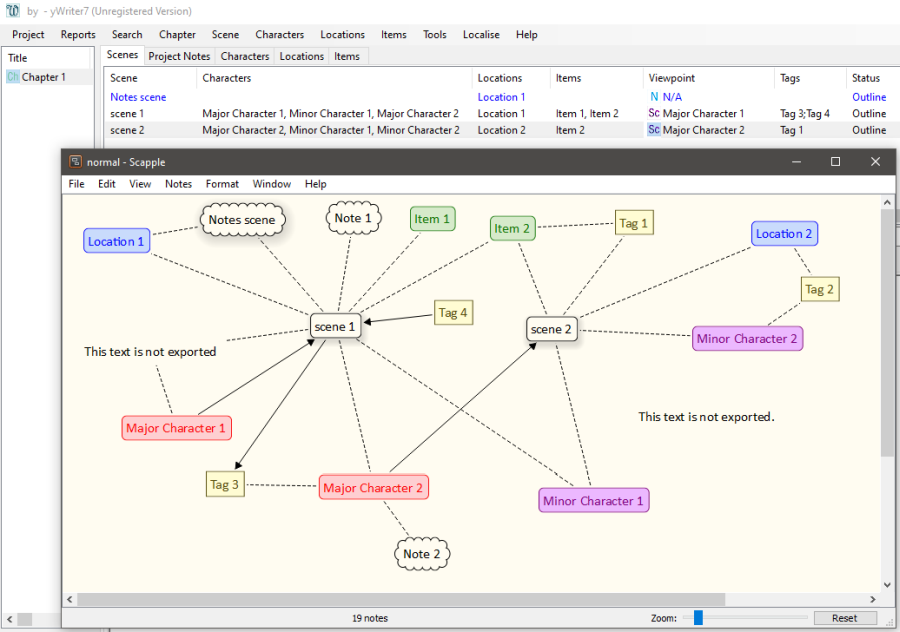 by - yWriter7 (Unregistered Version)
Project Reports Search Chapter Scene Characters Locations Items Tools Localise Help
Title
Ch Chapter 1
Scenes Project Notes Characters Locations Items
Scene Characters Locations Items Viewpoint Tags Status
Notes scene Location 1 N N/A Outline
scene 1 Major Character 1, Minor Character 1, Major Character 2 Location 1 Item 1, Item 2 Sc Major Character 1 Tag 3;Tag 4 Outline
scene 2 Major Character 2, Minor Character 1, Minor Character 2 Location 2 Item 2 Sc Major Character 2 Tag 1 Outline
normal - Scapple
File Edit View Notes Format Window Help
Notes scene
Note 1
Item 1
Item 2
Tag 1
Location 1
Location 2
Tag 2
Tag 4
scene 1
scene 2
Minor Character 2
This text is not exported
This text is not exported.
Major Character 1
Tag 3
Major Character 2
Minor Character 1
Note 2
19 notes
Zoom:
Reset